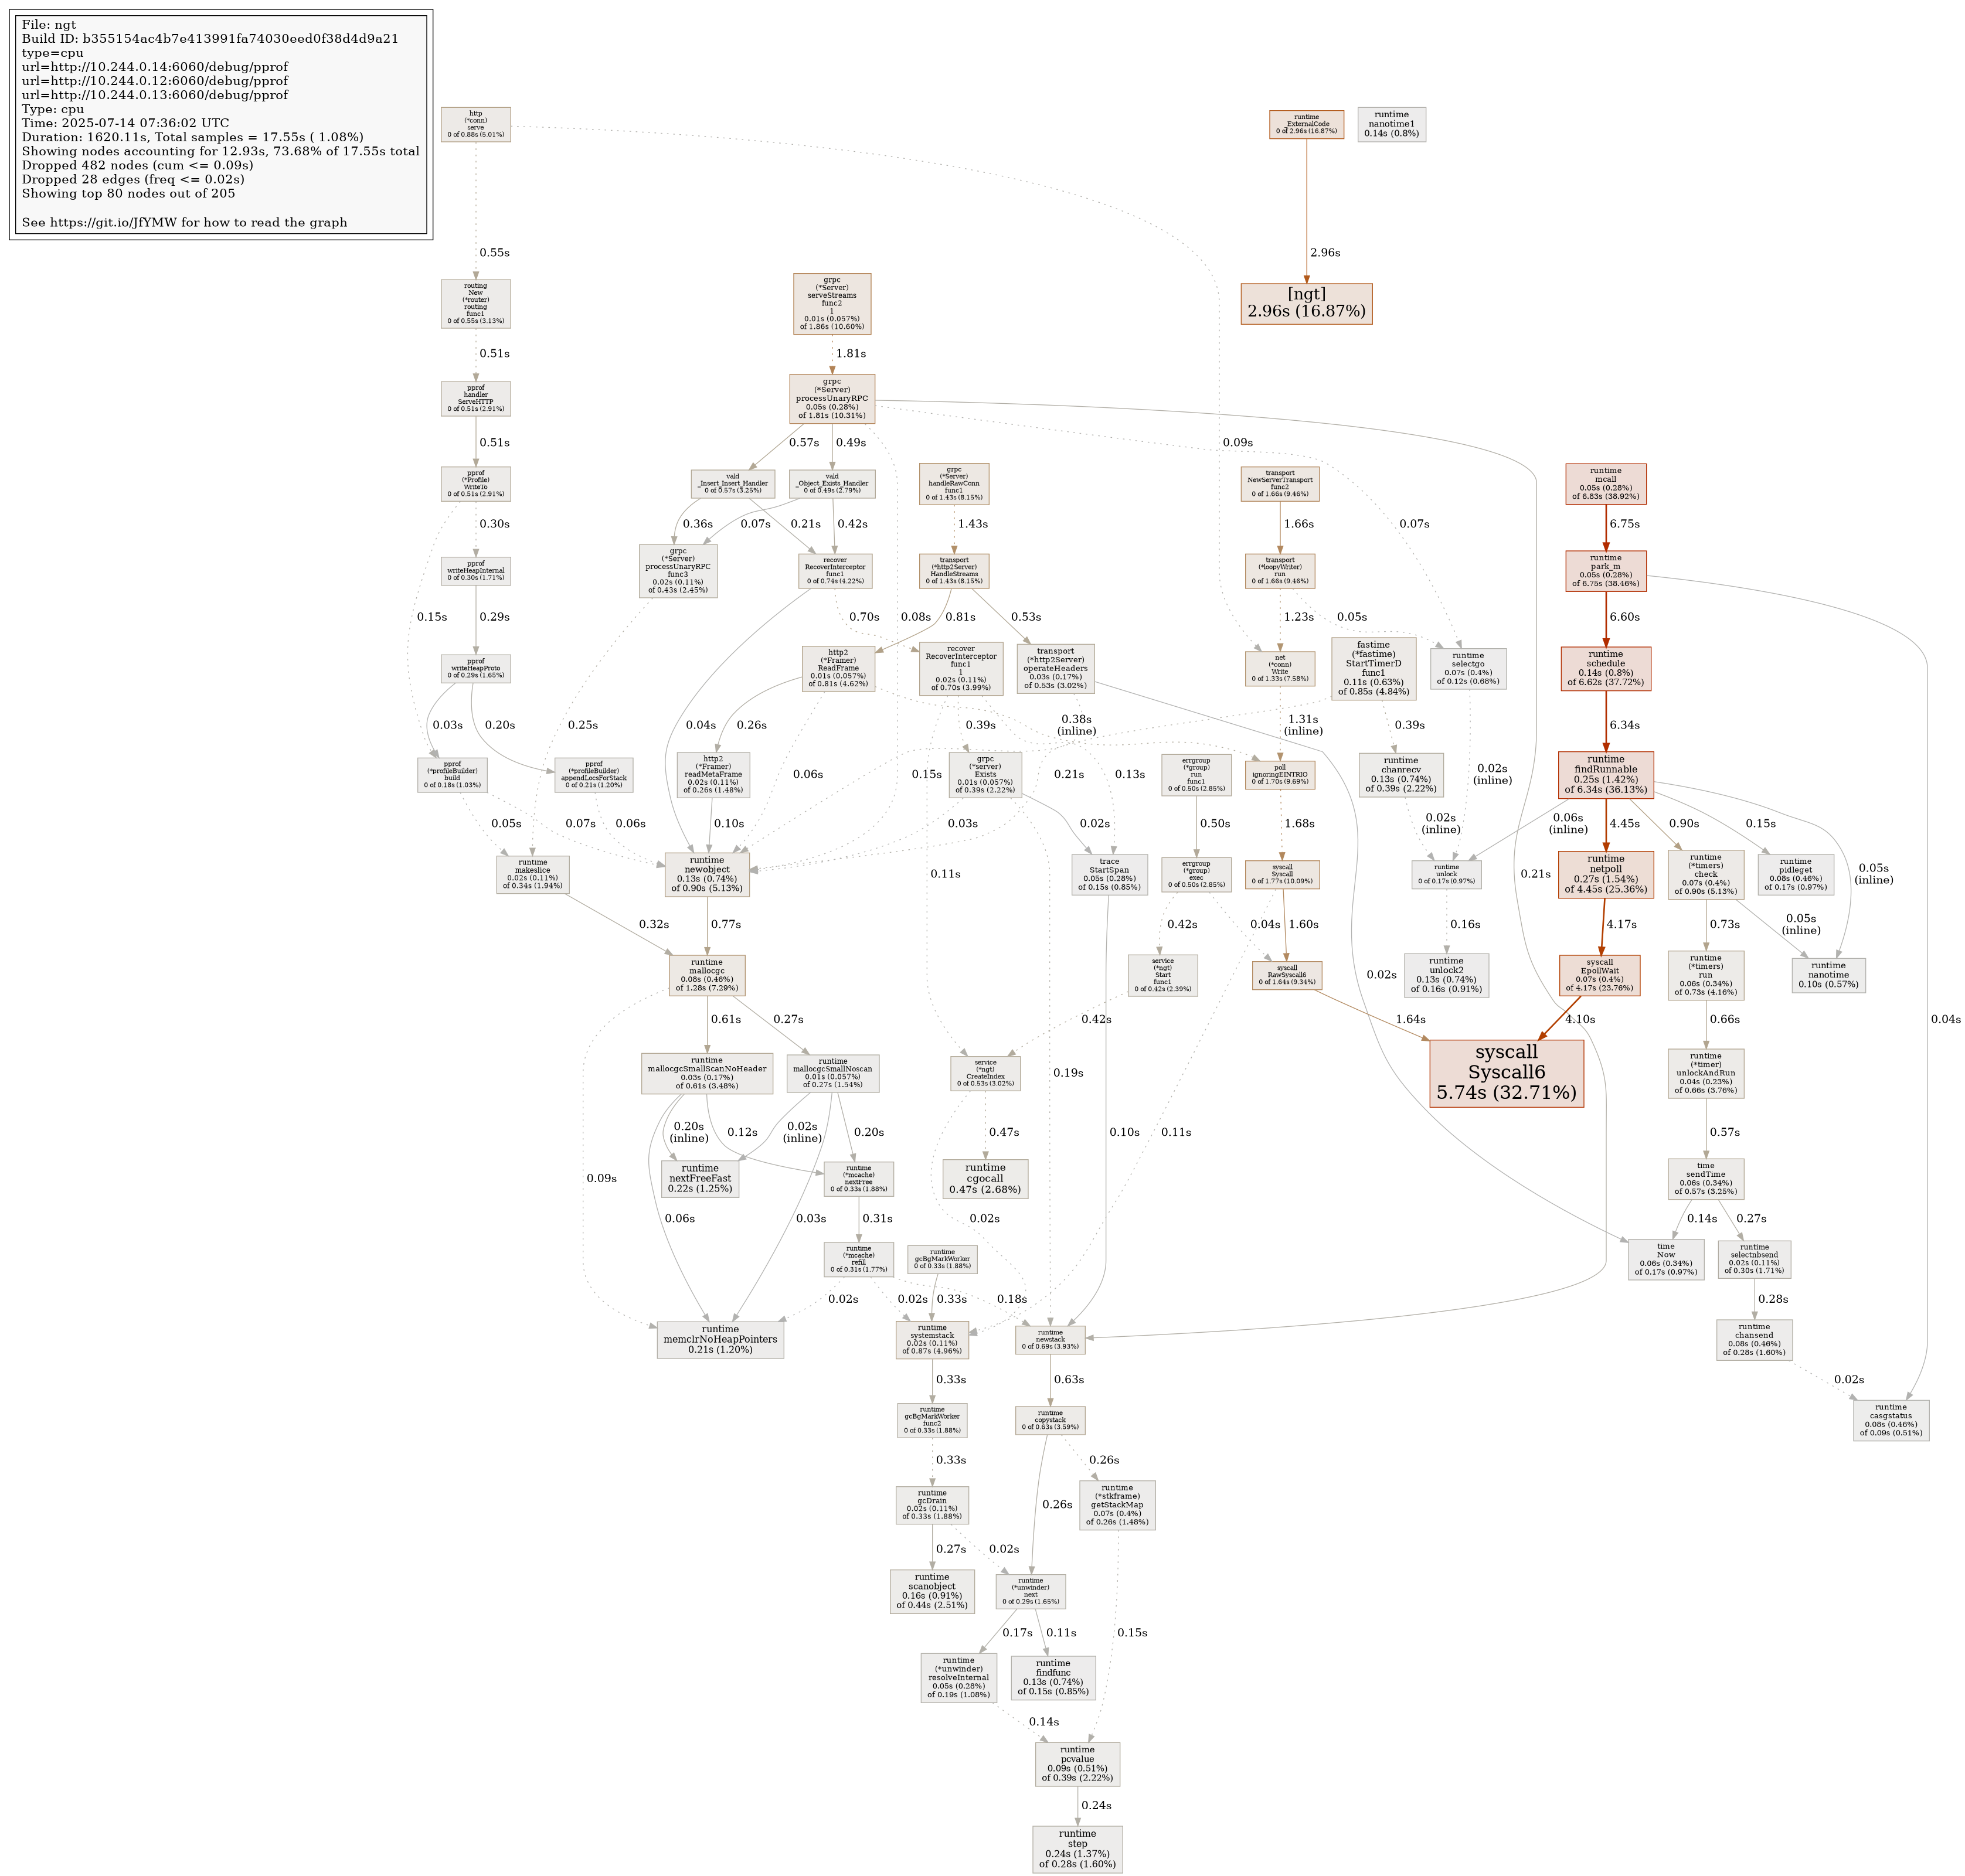 File: ngt
Build ID: b355154ac4b7e413991fa74030eed0f38d4d9a21
type=cpu
url=http://10.244.0.14:6060/debug/pprof
url=http://10.244.0.12:6060/debug/pprof
url=http://10.244.0.13:6060/debug/pprof
Type: cpu
Time: 2025-07-14 07:36:02 UTC
Duration: 1620.11s, Total samples = 17.55s ( 1.08%)
Showing nodes accounting for 12.93s, 73.68% of 17.55s total
Dropped 482 nodes (cum <= 0.09s)
Dropped 28 edges (freq <= 0.02s)
Showing top 80 nodes out of 205
See https://git.io/JfYMW for how to read the graph
http
(*conn)
serve
0 of 0.88s (5.01%)
runtime
_ExternalCode
0 of 2.96s (16.87%)
runtime
nanotime1
0.14s (0.8%)
0.55s
2.96s
routing
New
(*router)
routing
func1
0 of 0.55s (3.13%)
grpc
(*Server)
serveStreams
func2
1
0.01s (0.057%)
of 1.86s (10.60%)
[ngt]
2.96s (16.87%)
0.51s
1.81s
pprof
handler
ServeHTTP
0 of 0.51s (2.91%)
grpc
(*Server)
processUnaryRPC
0.05s (0.28%)
of 1.81s (10.31%)
0.51s
0.57s
0.49s
0.09s
pprof
(*Profile)
WriteTo
0 of 0.51s (2.91%)
vald
_Insert_Insert_Handler
0 of 0.57s (3.25%)
vald
_Object_Exists_Handler
0 of 0.49s (2.79%)
grpc
(*Server)
handleRawConn
func1
0 of 1.43s (8.15%)
transport
NewServerTransport
func2
0 of 1.66s (9.46%)
runtime
mcall
0.05s (0.28%)
of 6.83s (38.92%)
0.30s
0.36s
0.07s
0.21s
0.42s
1.43s
1.66s
0.07s
6.75s
pprof
writeHeapInternal
0 of 0.30s (1.71%)
grpc
(*Server)
processUnaryRPC
func3
0.02s (0.11%)
of 0.43s (2.45%)
recover
RecoverInterceptor
func1
0 of 0.74s (4.22%)
transport
(*http2Server)
HandleStreams
0 of 1.43s (8.15%)
transport
(*loopyWriter)
run
0 of 1.66s (9.46%)
runtime
park_m
0.05s (0.28%)
of 6.75s (38.46%)
0.15s
0.29s
0.70s
0.08s
0.81s
0.53s
1.23s
0.05s
6.60s
pprof
writeHeapProto
0 of 0.29s (1.65%)
http2
(*Framer)
ReadFrame
0.01s (0.057%)
of 0.81s (4.62%)
recover
RecoverInterceptor
func1
1
0.02s (0.11%)
of 0.70s (3.99%)
transport
(*http2Server)
operateHeaders
0.03s (0.17%)
of 0.53s (3.02%)
net
(*conn)
Write
0 of 1.33s (7.58%)
fastime
(*fastime)
StartTimerD
func1
0.11s (0.63%)
of 0.85s (4.84%)
runtime
selectgo
0.07s (0.4%)
of 0.12s (0.68%)
runtime
schedule
0.14s (0.8%)
of 6.62s (37.72%)
0.03s
0.20s
0.25s
0.04s
0.26s
0.39s
0.38s
(inline)
1.31s
(inline)
0.39s
6.34s
pprof
(*profileBuilder)
build
0 of 0.18s (1.03%)
pprof
(*profileBuilder)
appendLocsForStack
0 of 0.21s (1.20%)
http2
(*Framer)
readMetaFrame
0.02s (0.11%)
of 0.26s (1.48%)
grpc
(*server)
Exists
0.01s (0.057%)
of 0.39s (2.22%)
errgroup
(*group)
run
func1
0 of 0.50s (2.85%)
poll
ignoringEINTRIO
0 of 1.70s (9.69%)
runtime
chanrecv
0.13s (0.74%)
of 0.39s (2.22%)
runtime
findRunnable
0.25s (1.42%)
of 6.34s (36.13%)
0.06s
0.15s
0.21s
0.13s
0.02s
(inline)
0.05s
0.07s
0.06s
0.10s
0.03s
0.02s
0.50s
1.68s
0.02s
(inline)
0.06s
(inline)
4.45s
0.90s
0.15s
0.05s
(inline)
runtime
makeslice
0.02s (0.11%)
of 0.34s (1.94%)
runtime
newobject
0.13s (0.74%)
of 0.90s (5.13%)
trace
StartSpan
0.05s (0.28%)
of 0.15s (0.85%)
errgroup
(*group)
exec
0 of 0.50s (2.85%)
syscall
Syscall
0 of 1.77s (10.09%)
runtime
unlock
0 of 0.17s (0.97%)
runtime
netpoll
0.27s (1.54%)
of 4.45s (25.36%)
runtime
(*timers)
check
0.07s (0.4%)
of 0.90s (5.13%)
runtime
pidleget
0.08s (0.46%)
of 0.17s (0.97%)
0.11s
0.21s
0.32s
0.77s
0.42s
0.04s
1.60s
0.16s
4.17s
0.73s
0.05s
(inline)
runtime
mallocgc
0.08s (0.46%)
of 1.28s (7.29%)
service
(*ngt)
Start
func1
0 of 0.42s (2.39%)
syscall
RawSyscall6
0 of 1.64s (9.34%)
runtime
unlock2
0.13s (0.74%)
of 0.16s (0.91%)
syscall
EpollWait
0.07s (0.4%)
of 4.17s (23.76%)
runtime
(*timers)
run
0.06s (0.34%)
of 0.73s (4.16%)
runtime
nanotime
0.10s (0.57%)
0.02s
0.61s
0.27s
0.42s
1.64s
4.10s
0.66s
0.04s
runtime
mallocgcSmallScanNoHeader
0.03s (0.17%)
of 0.61s (3.48%)
runtime
mallocgcSmallNoscan
0.01s (0.057%)
of 0.27s (1.54%)
service
(*ngt)
CreateIndex
0 of 0.53s (3.02%)
0.19s
syscall
Syscall6
5.74s (32.71%)
runtime
(*timer)
unlockAndRun
0.04s (0.23%)
of 0.66s (3.76%)
0.20s
(inline)
0.12s
0.02s
(inline)
0.20s
0.47s
0.10s
0.11s
0.57s
0.09s
runtime
nextFreeFast
0.22s (1.25%)
runtime
(*mcache)
nextFree
0 of 0.33s (1.88%)
runtime
cgocall
0.47s (2.68%)
time
sendTime
0.06s (0.34%)
of 0.57s (3.25%)
0.06s
0.03s
0.31s
0.02s
0.14s
0.27s
runtime
(*mcache)
refill
0 of 0.31s (1.77%)
runtime
gcBgMarkWorker
0 of 0.33s (1.88%)
time
Now
0.06s (0.34%)
of 0.17s (0.97%)
runtime
selectnbsend
0.02s (0.11%)
of 0.30s (1.71%)
0.02s
0.02s
0.33s
0.18s
0.28s
runtime
memclrNoHeapPointers
0.21s (1.20%)
runtime
systemstack
0.02s (0.11%)
of 0.87s (4.96%)
runtime
newstack
0 of 0.69s (3.93%)
runtime
chansend
0.08s (0.46%)
of 0.28s (1.60%)
0.33s
0.63s
0.02s
runtime
gcBgMarkWorker
func2
0 of 0.33s (1.88%)
runtime
copystack
0 of 0.63s (3.59%)
runtime
casgstatus
0.08s (0.46%)
of 0.09s (0.51%)
0.33s
0.26s
0.26s
runtime
gcDrain
0.02s (0.11%)
of 0.33s (1.88%)
runtime
(*stkframe)
getStackMap
0.07s (0.4%)
of 0.26s (1.48%)
0.27s
0.02s
runtime
scanobject
0.16s (0.91%)
of 0.44s (2.51%)
runtime
(*unwinder)
next
0 of 0.29s (1.65%)
0.17s
0.11s
0.15s
runtime
(*unwinder)
resolveInternal
0.05s (0.28%)
of 0.19s (1.08%)
runtime
findfunc
0.13s (0.74%)
of 0.15s (0.85%)
0.14s
runtime
pcvalue
0.09s (0.51%)
of 0.39s (2.22%)
0.24s
runtime
step
0.24s (1.37%)
of 0.28s (1.60%)